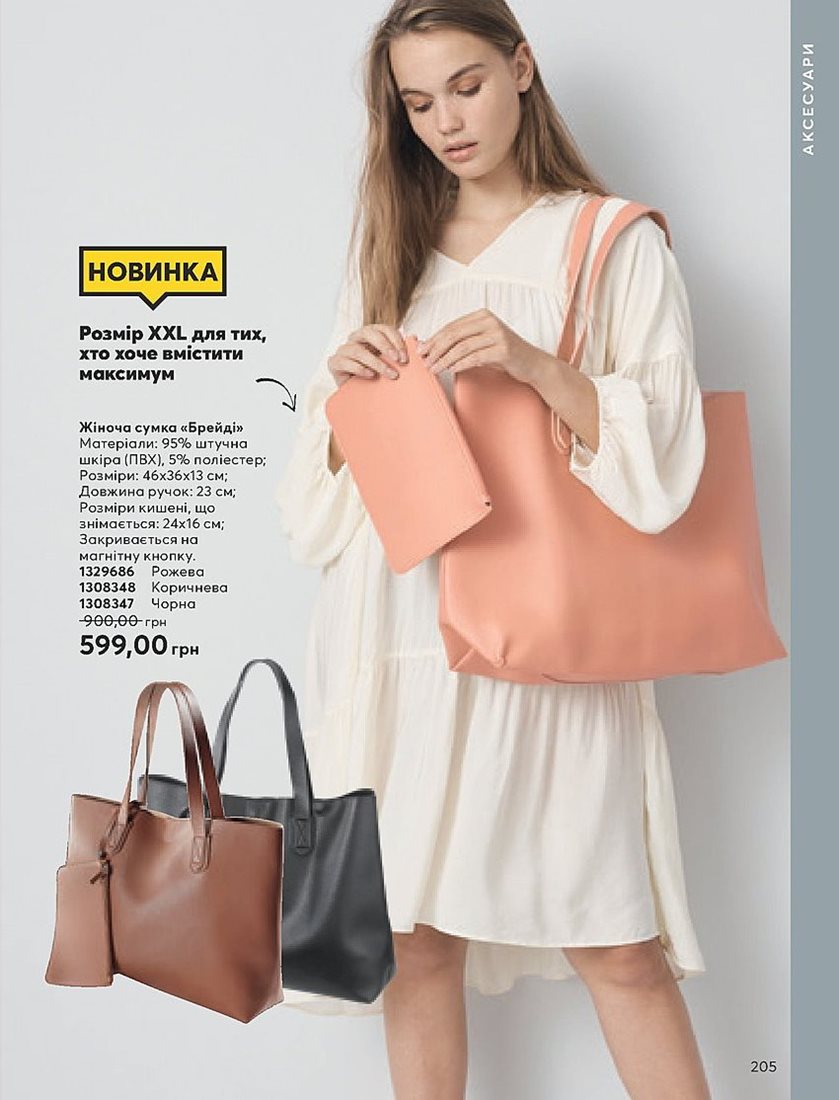 АКСЕСУАРИ
НОВИНКА
Розмір XXL для тих,
хто хоче вмістити
максимум
Жіноча сумка «Брейді»
Матеріали: 95% штучна
шкіра (ПВХ), 5% поліестер;
Розміри: 46х36х13 см;
Довжина ручок: 23 см;
Розміри кишені, що
знімається: 24х16 см;
Закривається на
магнітну кнопку.
1329686 Рожева
1308348 Коричнева
1308347 Чорна
900,00 грн
599,00 грн
205